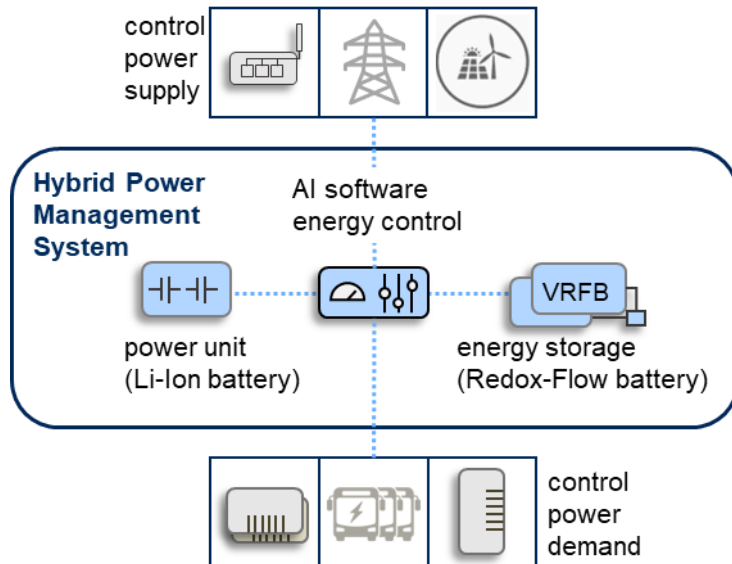 control
power
supply
Hybrid Power
Management
System
AI software
energy control
VRFB
power unit
(Li-Ion battery)
energy storage
(Redox-Flow battery)
control
power
demand